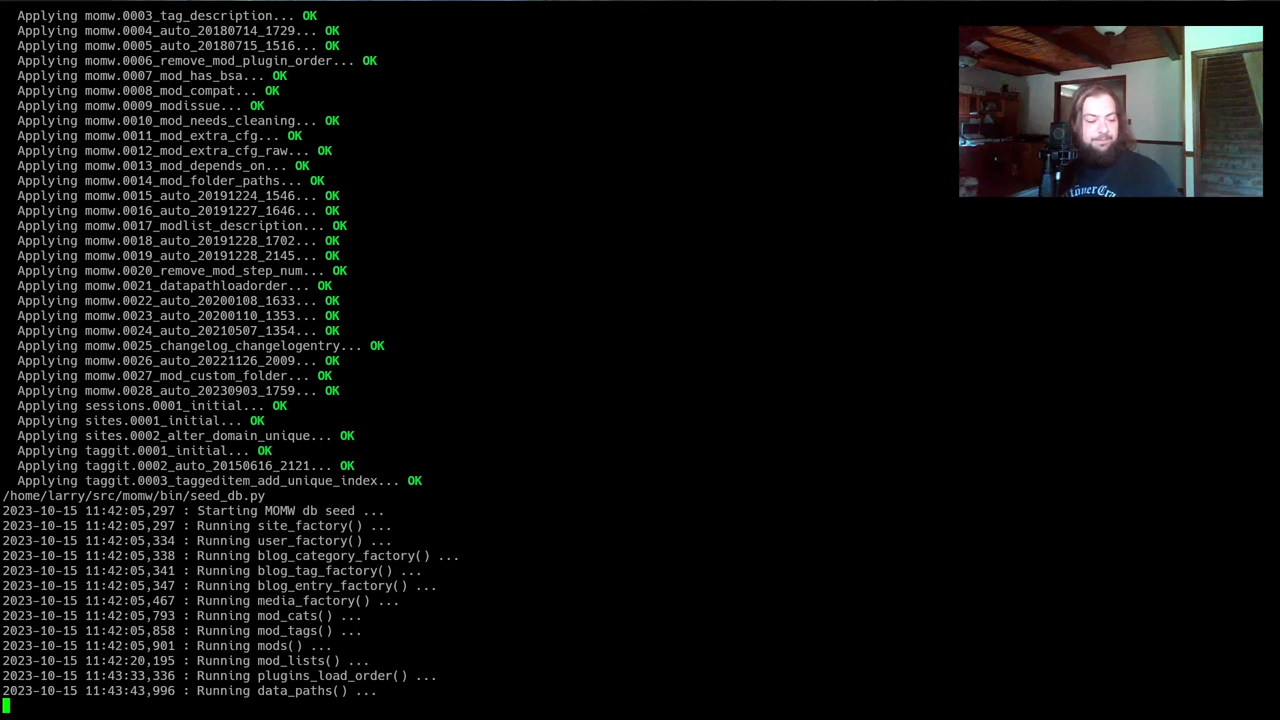 Applying momw.0003_tag_description... OK
Applying momw.0004_auto_20180714_1729... OK
Applying momw.0005_auto_20180715_1516... OK
Applying momw.0006_remove_mod_plugin_order... OK
Applying momw.0007_mod_has_bsa... OK
Applying momw.0008_mod_compat... OK
Applying momw.0009_modissue... OK
Applying momw.0010_mod_needs_cleaning... OK
Applying momw.0011_mod_extra_cfg... OK
Applying momw.0012_mod_extra_cfg_raw... OK
Applying momw.0013_mod_depends_on... OK
Applying momw.0014_mod_folder_paths... OK
Applying momw.0015_auto_20191224_1546... OK
Applying momw.0016_auto_20191227_1646... OK
Applying momw.0017_modlist_description... OK
Applying momw.0018_auto_20191228_1702... OK
Applying momw.0019_auto_20191228_2145... OK
Applying momw.0020_remove_mod_step_num... OK
Applying momw.0021_datapathloadorder... OK
Applying momw.0022_auto_20200108_1633... OK
Applying momw.0023_auto_20200110_1353... OK
Applying momw.0024_auto_20210507_1354... OK
Applying momw.0025_changelog_changelogentry... OK
Applying momw.0026_auto_20221126_2009... OK
Applying momw.0027_mod_custom_folder... OK
Applying momw.0028_auto_20230903_1759... OK
Applying sessions.0001_initial... OK
Applying sites.0001_initial... OK
Applying sites.0002_alter_domain_unique... OK
Applying taggit.0001_initial... OK
Applying taggit.0002_auto_20150616_2121... OK
Applying taggit.0003_taggeditem_add_unique_index... OK
/home/larry/src/momw/bin/seed_db.py
2023-10-15 11:42:05,297 : Starting MOMW db seed ...
2023-10-15 11:42:05,297 : Running site_factory() ...
2023-10-15 11:42:05,334 : Running user_factory() ...
2023-10-15 11:42:05,338 : Running blog_category_factory() ...
2023-10-15 11:42:05,341 : Running blog_tag_factory() ...
2023-10-15 11:42:05,347 : Running blog_entry_factory() ...
2023-10-15 11:42:05,467 : Running media_factory() ...
2023-10-15 11:42:05,793 : Running mod_cats() ...
2023-10-15 11:42:05,858 : Running mod_tags() ...
2023-10-15 11:42:05,901 : Running mods() ...
2023-10-15 11:42:20,195 : Running mod_lists() ...
2023-10-15 11:43:33,336 : Running plugins_load_order() ...
2023-10-15 11:43:43,996 : Running data_paths() ...